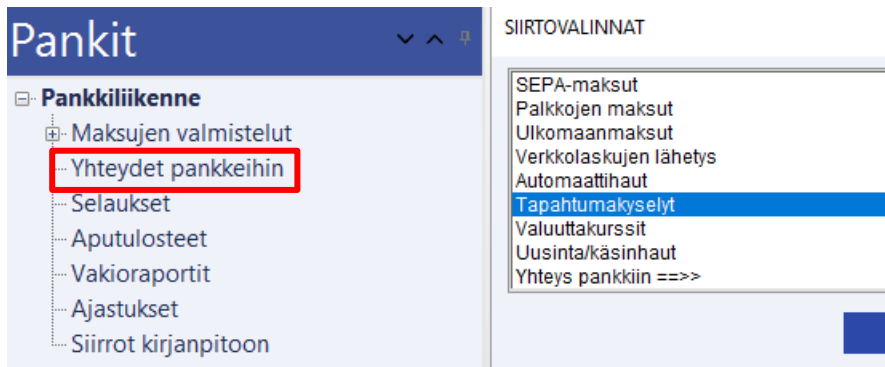 Pankit
Pankkiliikenne
Maksujen valmistelut
Yhteydet pankkeihin
Selaukset
Aputulosteet
Vakioraportit
Ajastukset
Siirrot kirjanpitoon
SIIRTOVALINNAT
SEPA-maksut
Palkkojen maksut
Ulkomaanmaksut
Verkkolaskujen lähetys
Automaattihaut
Tapahtumakyselyt
Valuuttakurssit
Uusinta/käsinhaut
Yhteys pankkiin ==>>